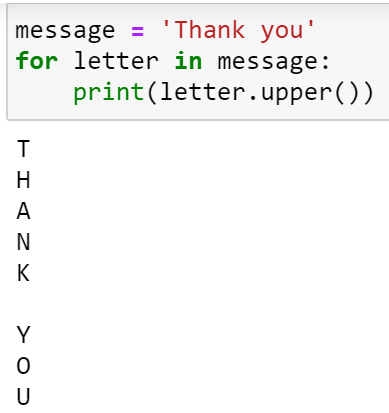 message = 'Thank you'
for letter in message:
    print(letter.upper())
T
H
A
N
K

Y
O
U